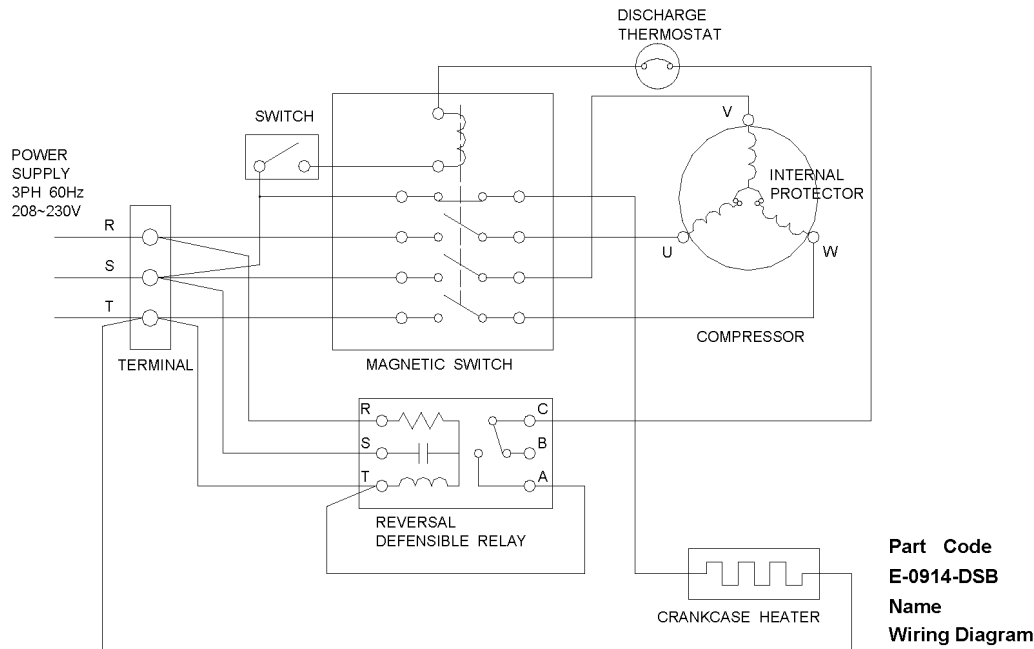 DISCHARGE
THERMOSTAT
SWITCH
V
POWER
SUPPLY
3PH 60Hz
208~230V
INTERNAL
PROTECTOR
R
S
T
U
W
COMPRESSOR
TERMINAL
MAGNETIC SWITCH
R
S
T
C
B
A
REVERSAL
DEFENSIBLE RELAY
CRANKCASE HEATER
Part Code
E-0914-DSB
Name
Wiring Diagram